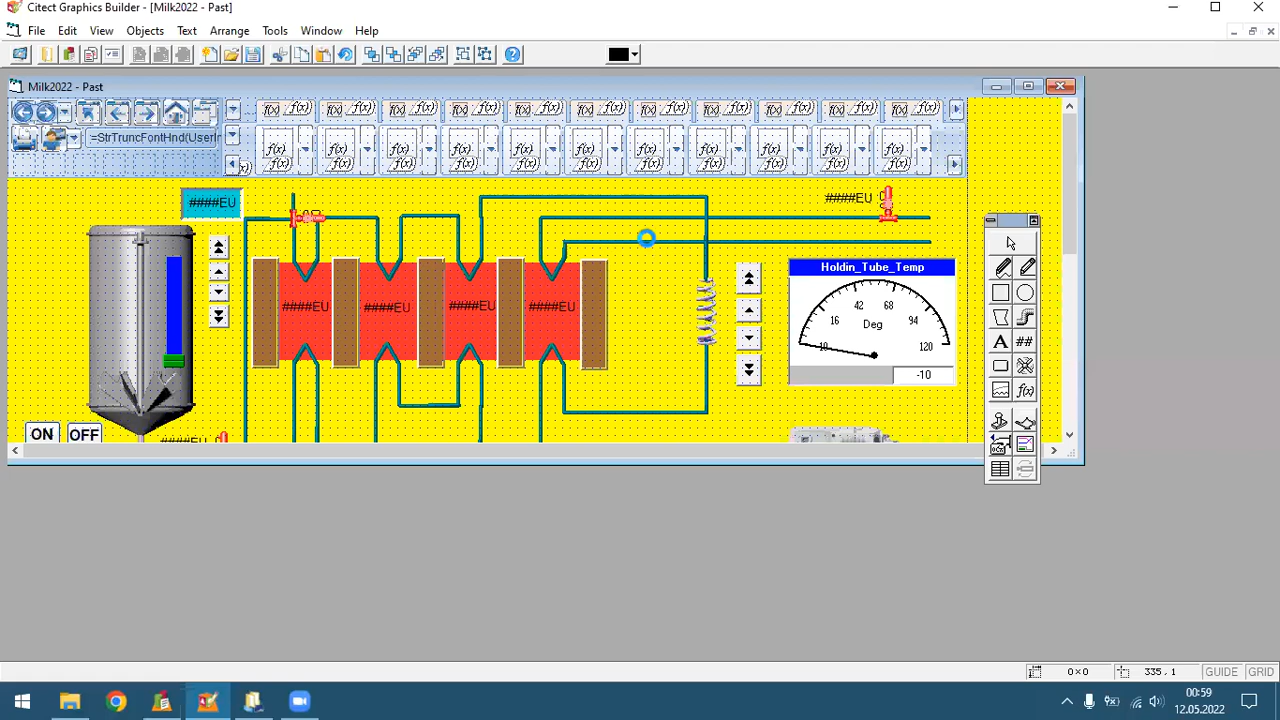 Citect Graphics Builder - [Milk2022 - Past]
File Edit View Objects Text Arrange Tools Window Help
Milk2022 - Past
f(x) f(x) f(x) f(x) f(x) f(x) f(x) f(x) f(x) f(x) f(x)
=StrTruncFontHnd(UserIn
f(x) f(x) f(x) f(x) f(x) f(x) f(x) f(x) f(x) f(x) f(x)
f(x) f(x) f(x) f(x) f(x) f(x) f(x) f(x) f(x) f(x) f(x)
####EU
####EU
Holdin_Tube_Temp
####EU ####EU ####EU ####EU
42 68
16 94
Deg
-10 120
-10
A ##
f(x)
ON OFF
####EU
0×0 335, 1 GUIDE GRID
00:59
12.05.2022